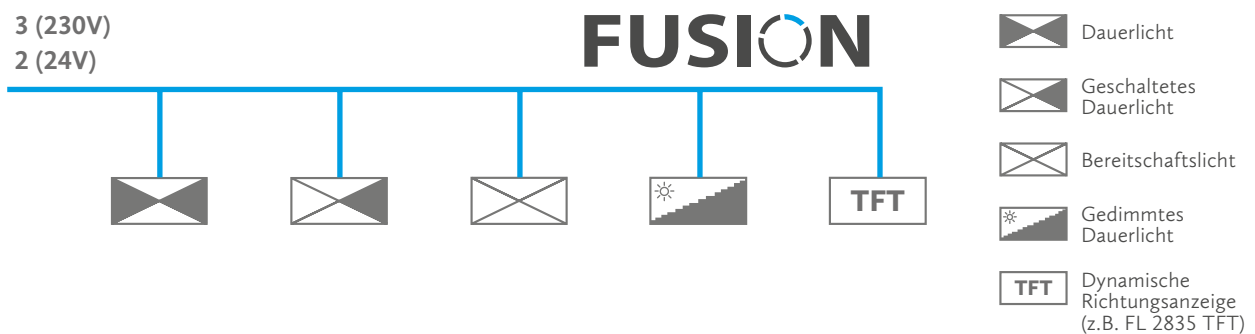 3 (230V)
2 (24V)
FUSION
TFT
Dauerlicht
Geschaltetes
Dauerlicht
Bereitschaftslicht
Gedimmtes
Dauerlicht
TFT
Dynamische
Richtungsanzeige
(z.B. FL 2835 TFT)